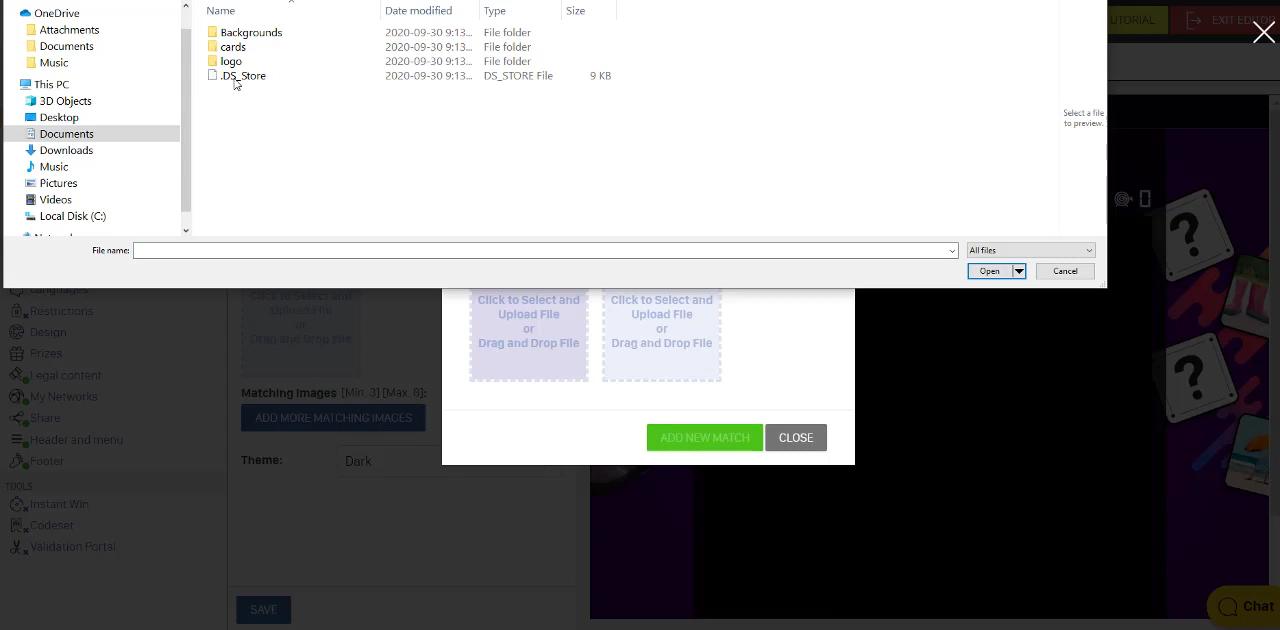 OneDrive
Attachments
Documents
Music
This PC
3D Objects
Desktop
Documents
Downloads
Music
Pictures
Videos
Local Disk (C:)
Name Date modified Type Size
Backgrounds 2020-09-30 9:13... File folder
cards 2020-09-30 9:13... File folder
logo 2020-09-30 9:13... File folder
.DS_Store 2020-09-30 9:13... DS_STORE File 9 KB
Select a file
to preview.
File name:
All files
Open
Cancel
UTORIAL
EXIT EDITOR
Languages
Restrictions
Design
Prizes
Legal content
My Networks
Share
Header and menu
Footer
TOOLS
Instant Win
Codeset
Validation Portal
Click to Select and
Upload File
or
Drag and Drop File
Matching Images [Min. 3] [Max. 8]:
ADD MORE MATCHING IMAGES
Theme: Dark
SAVE
Click to Select and
Upload File
or
Drag and Drop File
Click to Select and
Upload File
or
Drag and Drop File
ADD NEW MATCH
CLOSE
0
?
?
Chat